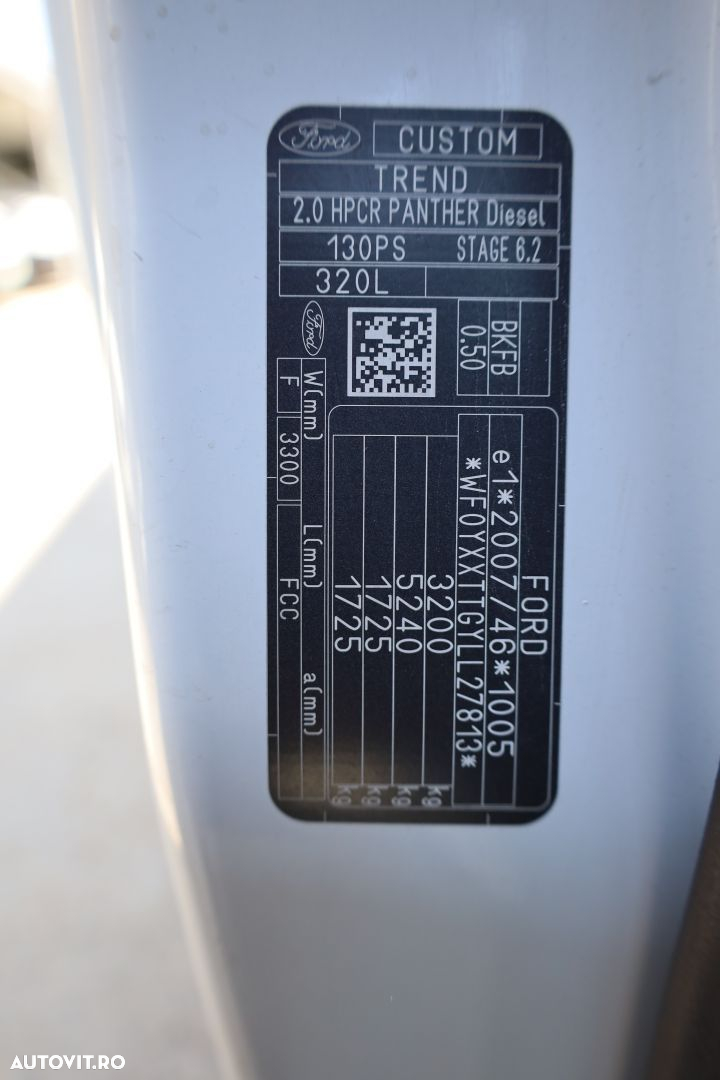 Ford CUSTOM
TREND
2.0 HPCR PANTHER Diesel
130PS STAGE 6.2
320L
BKFB
0.50
Ford
FORD
e1*2007/46*1005
*WF0YXXTTGYLL27813*
3200 kg
5240 kg
1725 kg
1725 kg
W(mm) L(mm) a(mm)
F 3300 FCC
AUTOVIT.RO